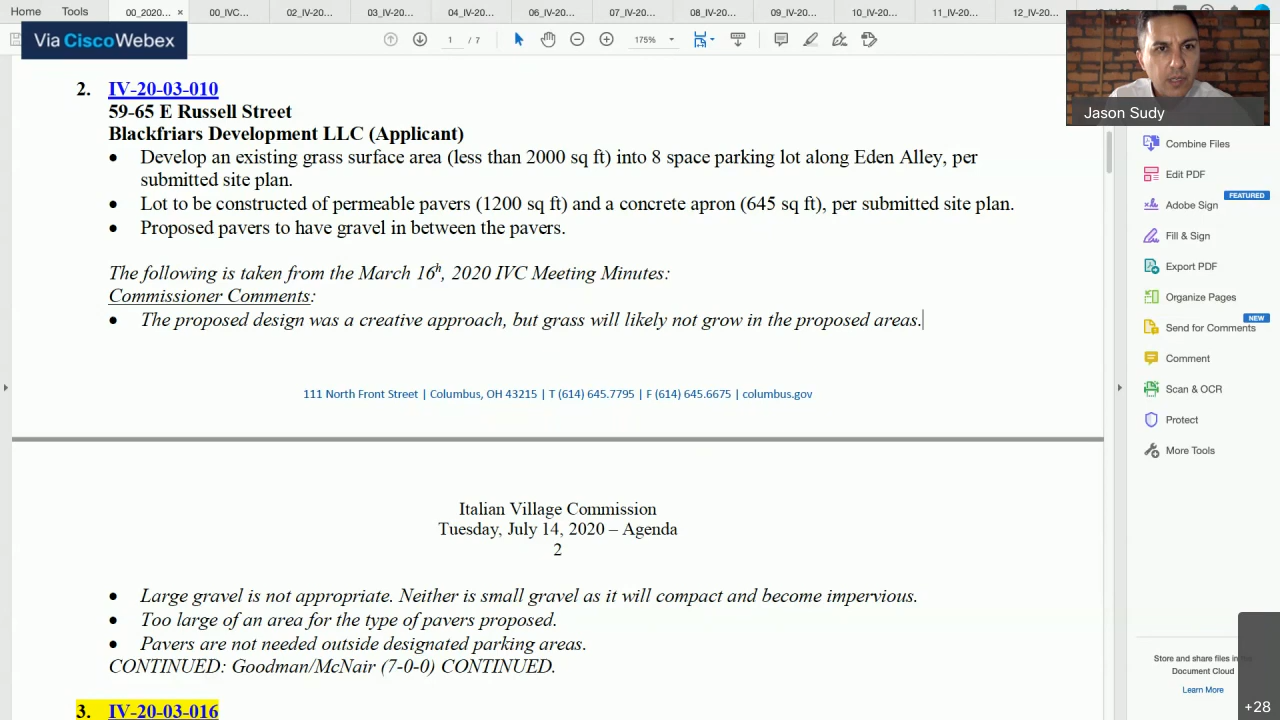 Home Tools 00_2020... × 00_IVC... 02_IV-20... 03_IV-20... 04_IV-20... 06_IV-20... 07_IV-20... 08_IV-20... 09_IV-20... 10_IV-20... 11_IV-20... 12_IV-20...
Via CiscoWebex
1 / 7
175%
Jason Sudy
2. IV-20-03-010
59-65 E Russell Street
Blackfriars Development LLC (Applicant)
• Develop an existing grass surface area (less than 2000 sq ft) into 8 space parking lot along Eden Alley, per
submitted site plan.
• Lot to be constructed of permeable pavers (1200 sq ft) and a concrete apron (645 sq ft), per submitted site plan.
• Proposed pavers to have gravel in between the pavers.
The following is taken from the March 16h, 2020 IVC Meeting Minutes:
Commissioner Comments:
• The proposed design was a creative approach, but grass will likely not grow in the proposed areas.
111 North Front Street | Columbus, OH 43215 | T (614) 645.7795 | F (614) 645.6675 | columbus.gov
Italian Village Commission
Tuesday, July 14, 2020 – Agenda
2
• Large gravel is not appropriate. Neither is small gravel as it will compact and become impervious.
• Too large of an area for the type of pavers proposed.
• Pavers are not needed outside designated parking areas.
CONTINUED: Goodman/McNair (7-0-0) CONTINUED.
3. IV-20-03-016
Combine Files
Edit PDF
FEATURED
Adobe Sign
Fill & Sign
Export PDF
Organize Pages
NEW
Send for Comments
Comment
Scan & OCR
Protect
More Tools
Store and share files in
Document Cloud
Learn More
+28